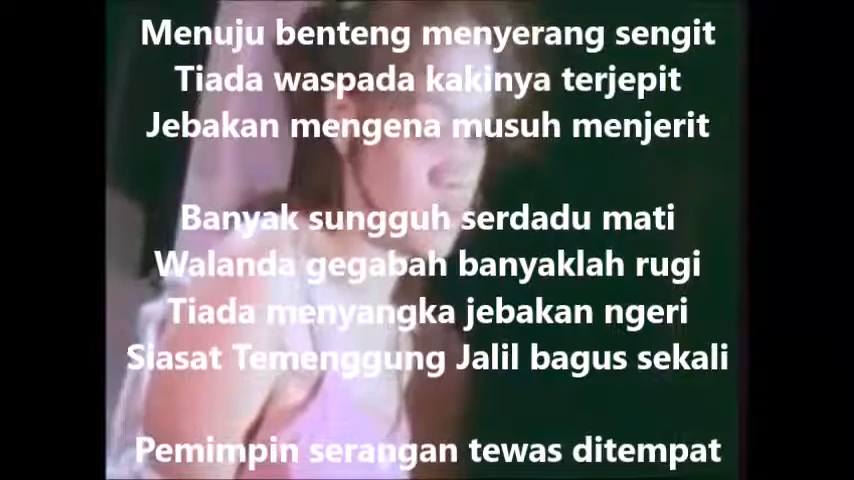 Menuju benteng menyerang sengit
Tiada waspada kakinya terjepit
Jebakan mengena musuh menjerit
Banyak sungguh serdadu mati
Walanda gegabah banyaklah rugi
Tiada menyangka jebakan ngeri
Siasat Temenggung Jalil bagus sekali
Pemimpin serangan tewas ditempat